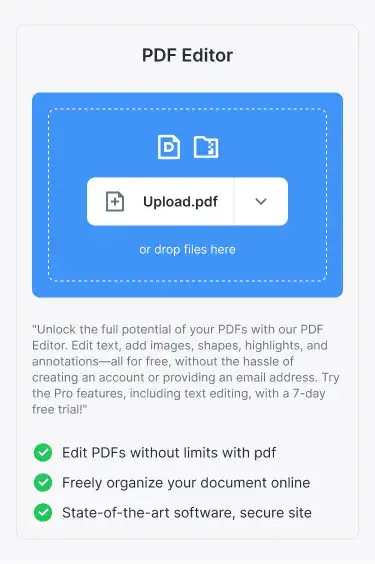 PDF Editor
D
Upload.pdf
or drop files here
"Unlock the full potential of your PDFs with our PDF
Editor. Edit text, add images, shapes, highlights, and
annotations—all for free, without the hassle of
creating an account or providing an email address. Try
the Pro features, including text editing, with a 7-day
free trial!"
Edit PDFs without limits with pdf
Freely organize your document online
State-of-the-art software, secure site